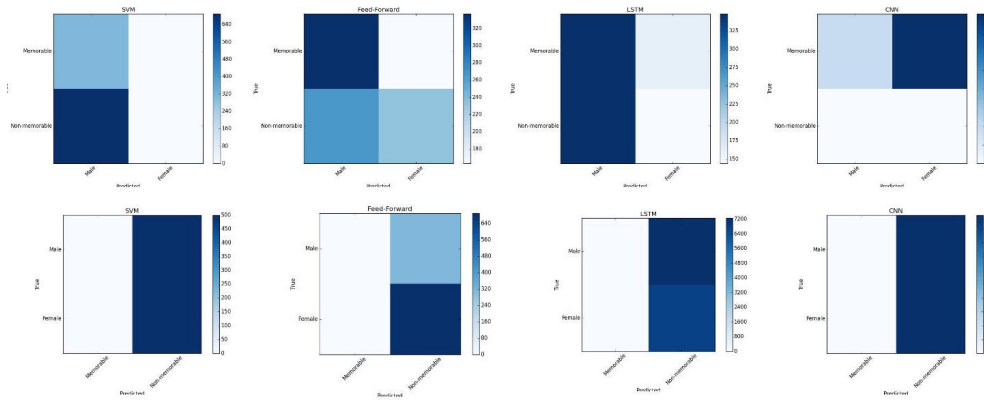 SVM
Memorable
Non-memorable
Male
Female
Predicted
640
560
480
400
320
240
160
80
0
Feed-Forward
True
Memorable
Non-memorable
Male
Female
Predicted
320
300
280
260
240
220
200
180
LSTM
True
Memorable
Non-memorable
Male
Female
Predicted
325
300
275
250
225
200
175
150
CNN
True
Memorable
Non-memorable
Male
Female
Predicted
SVM
True
Male
Female
Memorable
Non-memorable
Predicted
500
450
400
350
300
250
200
150
100
50
0
Feed-Forward
True
Male
Female
Memorable
Non-memorable
Predicted
640
560
480
400
320
240
160
80
0
LSTM
True
Male
Female
Memorable
Non-memorable
Predicted
7200
6400
5600
4800
4000
3200
2400
1600
800
0
CNN
True
Male
Female
Memorable
Non-memorable
Predicted